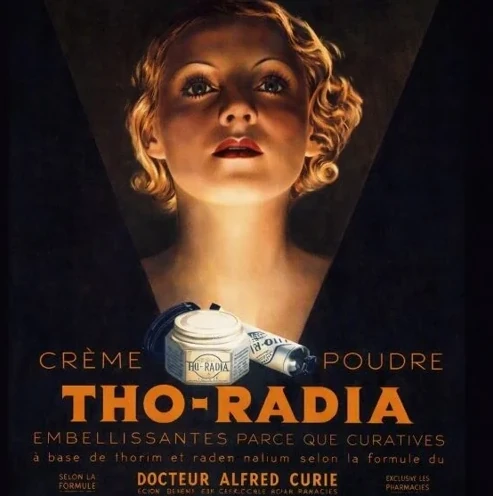 CRÈME
POUDRE
THO-RADIA
THO-RADIA
EMBELLISSANTES PARCE QUE CURATIVES
à base de thorim et raden nalium selon la formule du
SELON LA
FORMULE
DOCTEUR ALFRED CURIE
EXCLUSIVE LES
PHARMACIES